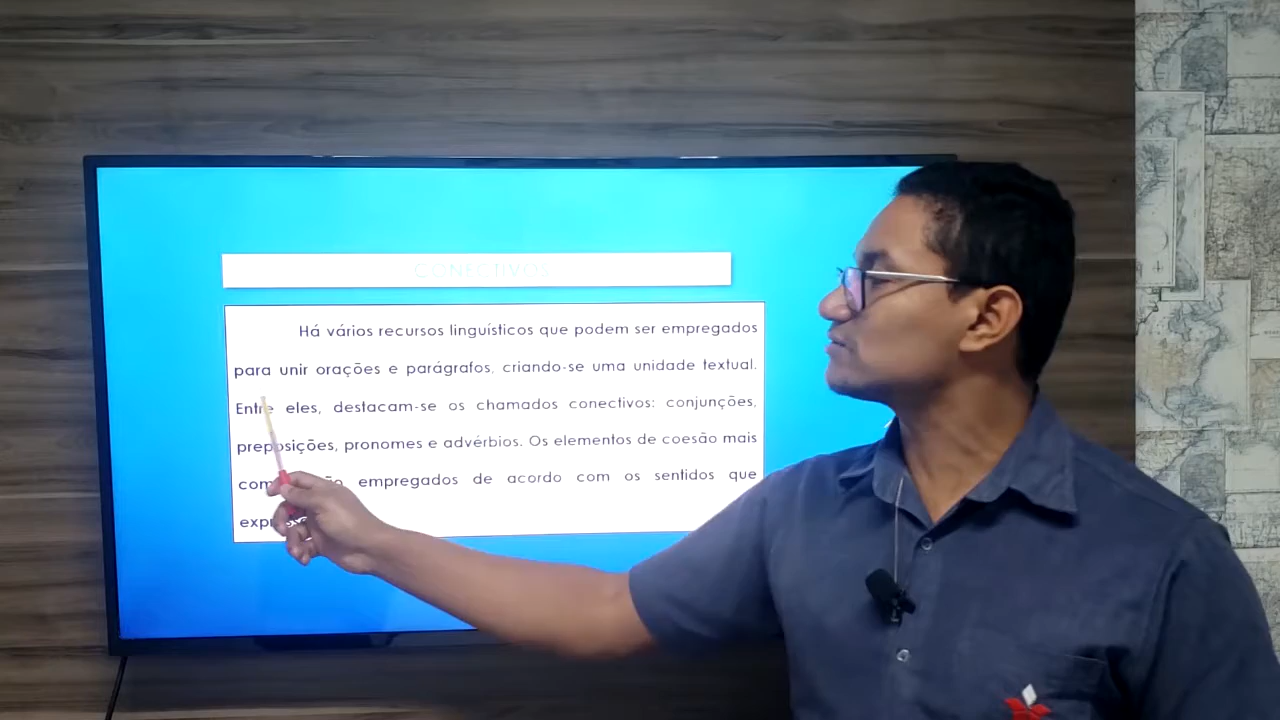 CONECTIVOS
Há vários recursos linguísticos que podem ser empregados
para unir orações e parágrafos, criando-se uma unidade textual.
Entre eles, destacam-se os chamados conectivos: conjunções,
preposições, pronomes e advérbios. Os elementos de coesão mais
empregados de acordo com os sentidos que